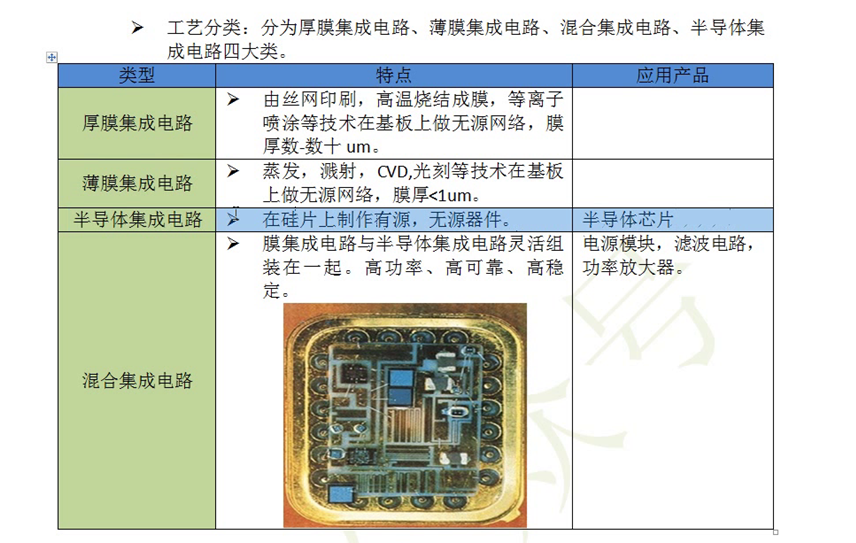 ➢ 工艺分类：分为厚膜集成电路、薄膜集成电路、混合集成电路、半导体集
成电路四大类。
类型 特点 应用产品
厚膜集成电路
➢ 由丝网印刷，高温烧结成膜，等离子
喷涂等技术在基板上做无源网络，膜
厚数-数十 um。
薄膜集成电路
➢ 蒸发，溅射，CVD,光刻等技术在基板
上做无源网络，膜厚<1um。
半导体集成电路 ➢ 在硅片上制作有源，无源器件。 半导体芯片
混合集成电路
➢ 膜集成电路与半导体集成电路灵活组
装在一起。高功率、高可靠、高稳
定。
电源模块，滤波电路，
功率放大器。